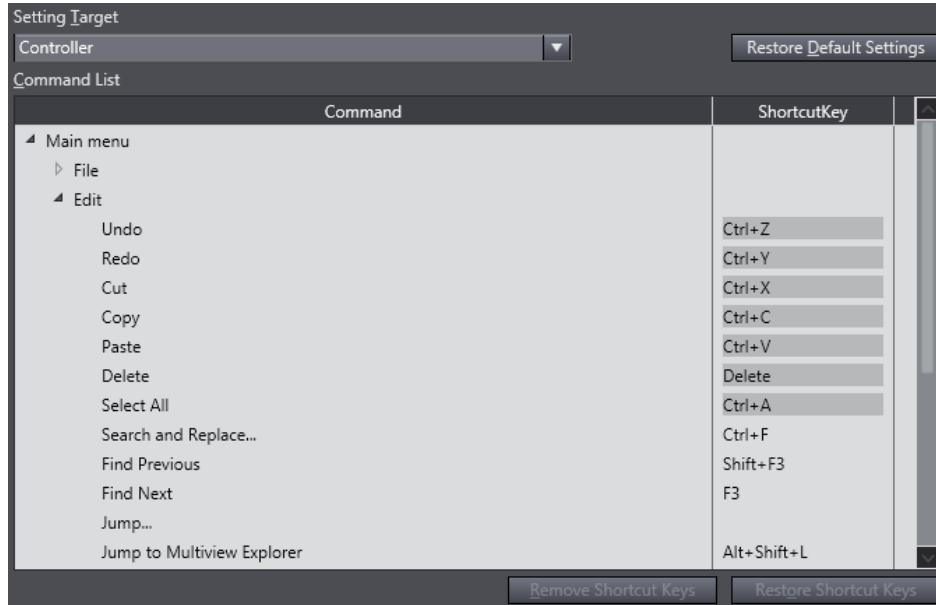 Setting Target
Controller
Restore Default Settings
Command List
Command ShortcutKey
Main menu
File
Edit
Undo Ctrl+Z
Redo Ctrl+Y
Cut Ctrl+X
Copy Ctrl+C
Paste Ctrl+V
Delete Delete
Select All Ctrl+A
Search and Replace... Ctrl+F
Find Previous Shift+F3
Find Next F3
Jump...
Jump to Multiview Explorer Alt+Shift+L
Remove Shortcut Keys Restore Shortcut Keys